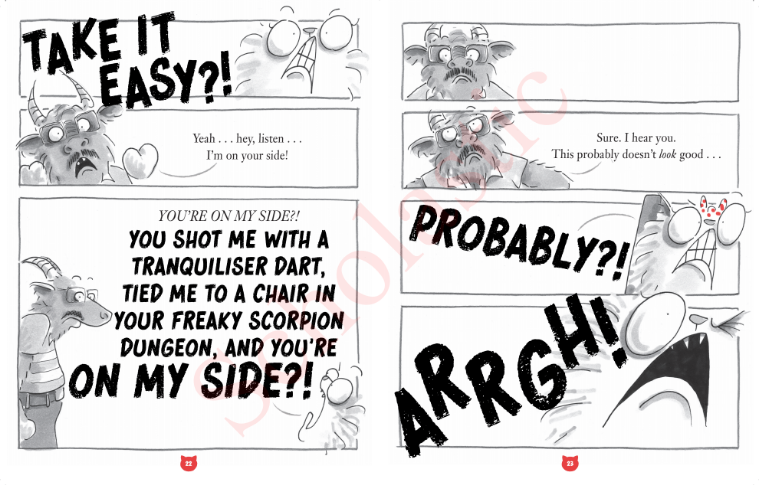 TAKE IT
EASY?!
Yeah . . . hey, listen . . .
I'm on your side!
YOU'RE ON MY SIDE?!
YOU SHOT ME WITH A
TRANQUILISER DART,
TIED ME TO A CHAIR IN
YOUR FREAKY SCORPION
DUNGEON, AND YOU'RE
ON MY SIDE?!
22
Sure. I hear you.
This probably doesn't look good . . .
PROBABLY?!
ARRGH!
23
Scholastic